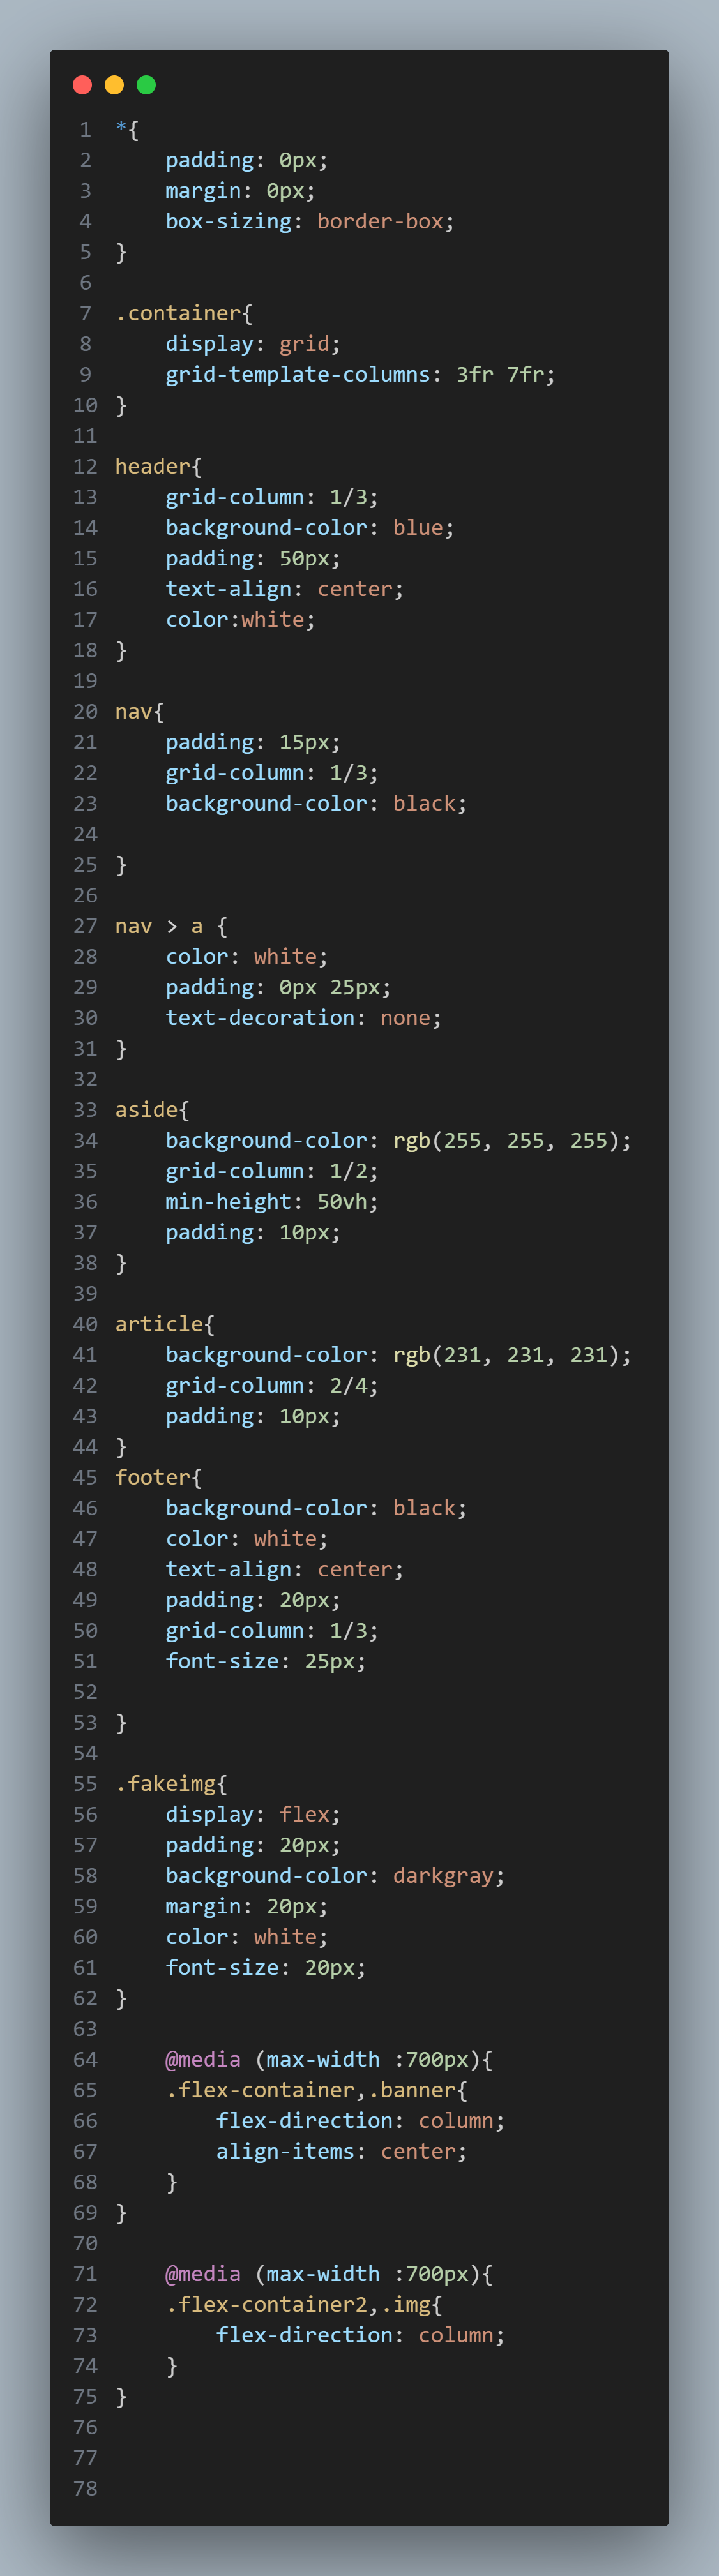 1 *{
2     padding: 0px;
3     margin: 0px;
4     box-sizing: border-box;
5 }
6
7 .container{
8     display: grid;
9     grid-template-columns: 3fr 7fr;
10 }
11
12 header{
13     grid-column: 1/3;
14     background-color: blue;
15     padding: 50px;
16     text-align: center;
17     color:white;
18 }
19
20 nav{
21     padding: 15px;
22     grid-column: 1/3;
23     background-color: black;
24
25 }
26
27 nav > a {
28     color: white;
29     padding: 0px 25px;
30     text-decoration: none;
31 }
32
33 aside{
34     background-color: rgb(255, 255, 255);
35     grid-column: 1/2;
36     min-height: 50vh;
37     padding: 10px;
38 }
39
40 article{
41     background-color: rgb(231, 231, 231);
42     grid-column: 2/4;
43     padding: 10px;
44 }
45 footer{
46     background-color: black;
47     color: white;
48     text-align: center;
49     padding: 20px;
50     grid-column: 1/3;
51     font-size: 25px;
52
53 }
54
55 .fakeimg{
56     display: flex;
57     padding: 20px;
58     background-color: darkgray;
59     margin: 20px;
60     color: white;
61     font-size: 20px;
62 }
63
64     @media (max-width :700px){
65     .flex-container,.banner{
66         flex-direction: column;
67         align-items: center;
68     }
69 }
70
71     @media (max-width :700px){
72     .flex-container2,.img{
73         flex-direction: column;
74     }
75 }
76
77
78